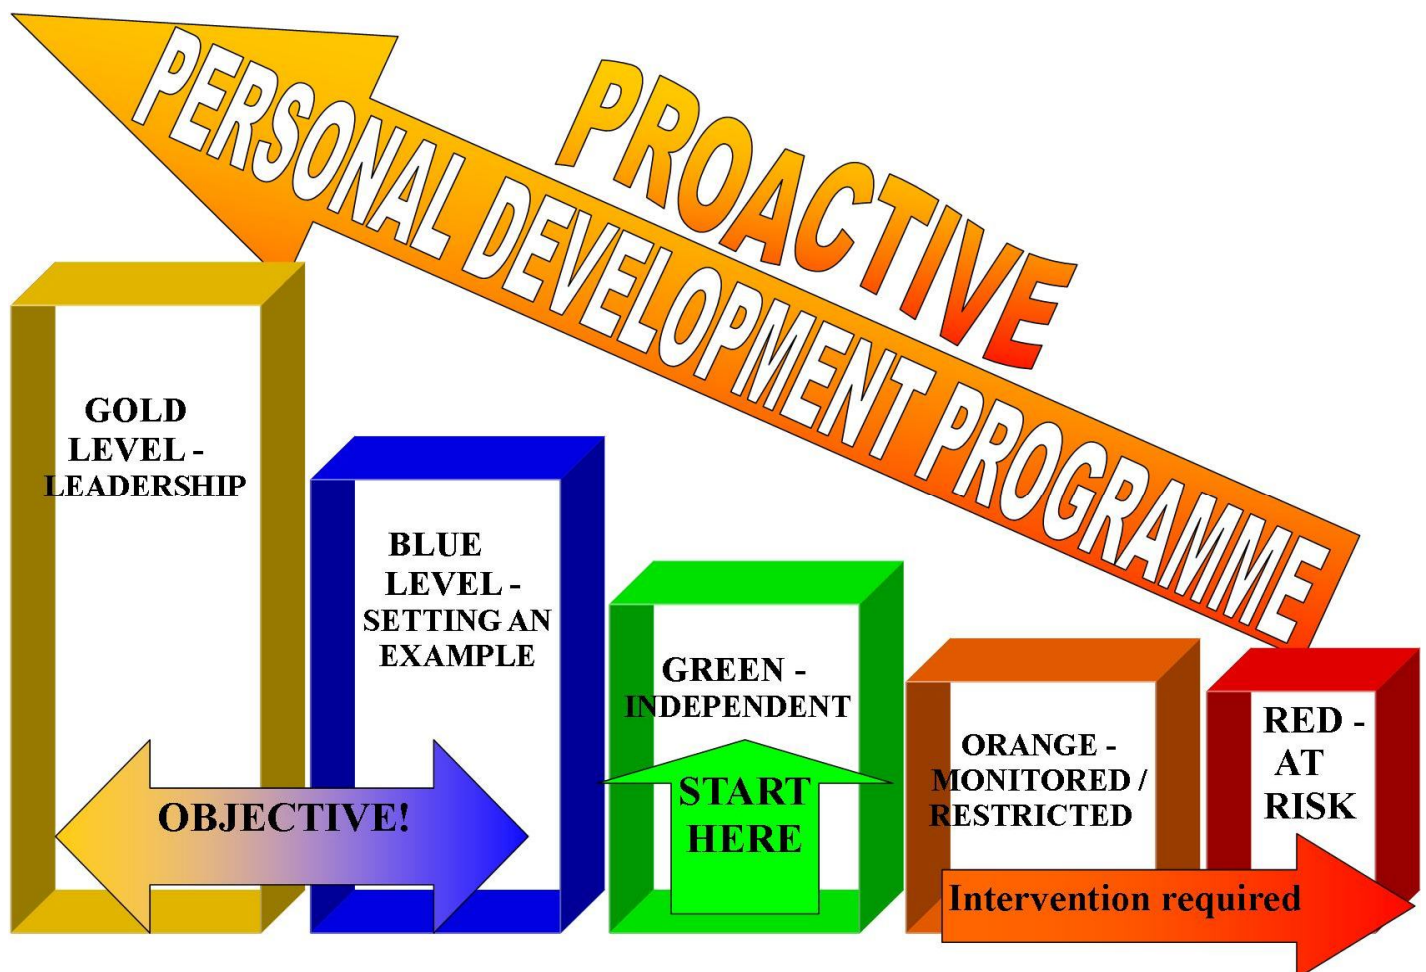 PROACTIVE
PERSONAL DEVELOPMENT PROGRAMME
GOLD
LEVEL -
LEADERSHIP
BLUE
LEVEL -
SETTING AN
EXAMPLE
GREEN -
INDEPENDENT
START
HERE
ORANGE -
MONITORED /
RESTRICTED
RED -
AT
RISK
OBJECTIVE!
Intervention required